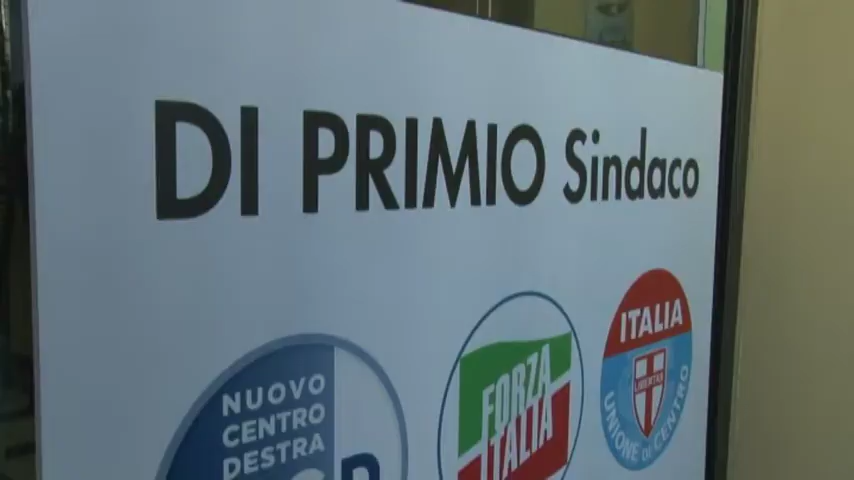 DI PRIMIO Sindaco
NUOVO
CENTRO
DESTRA
FORZA
ITALIA
ITALIA
LIBERTAS
UNIONE DI CENTRO